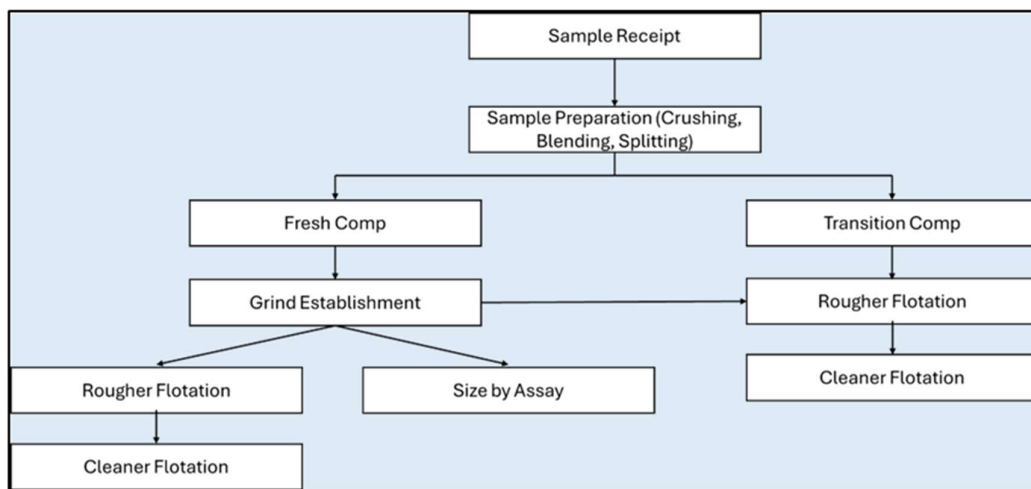 Sample Receipt
Sample Preparation (Crushing,
Blending, Splitting)
Fresh Comp
Transition Comp
Grind Establishment
Rougher Flotation
Rougher Flotation
Size by Assay
Cleaner Flotation
Cleaner Flotation